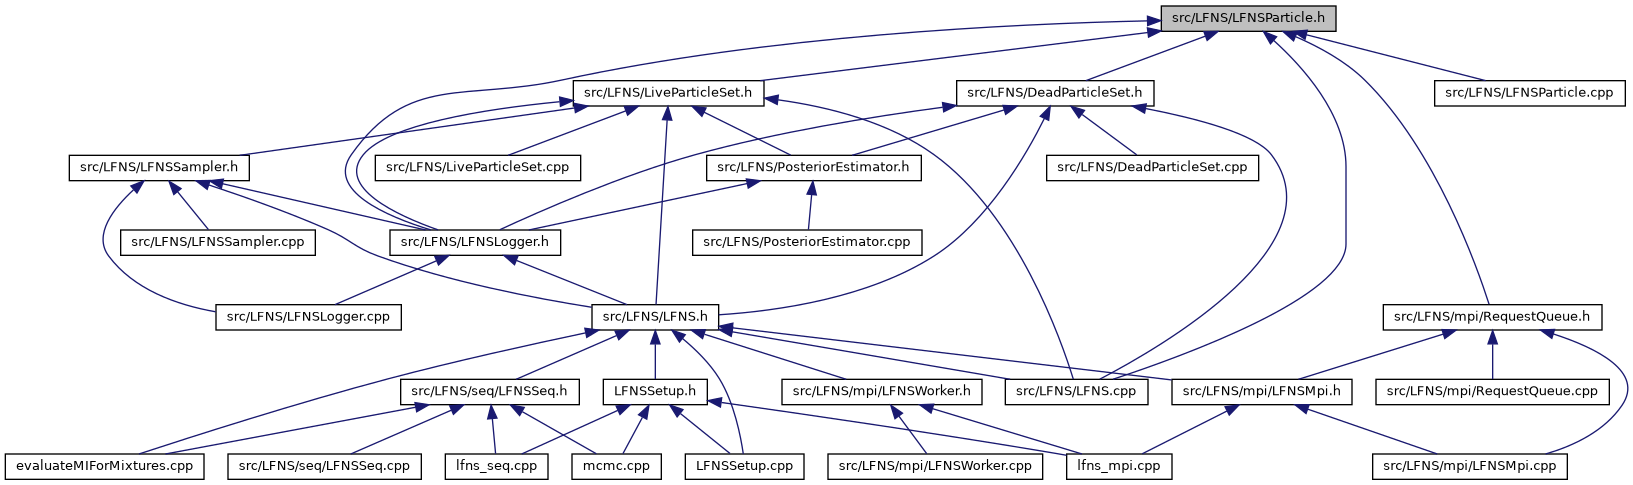 src/LFNS/LFNSParticle.h
src/LFNS/LiveParticleSet.h
src/LFNS/DeadParticleSet.h
src/LFNS/LFNSParticle.cpp
src/LFNS/LFNSSampler.h
src/LFNS/LiveParticleSet.cpp
src/LFNS/PosteriorEstimator.h
src/LFNS/DeadParticleSet.cpp
src/LFNS/LFNSSampler.cpp
src/LFNS/LFNSLogger.h
src/LFNS/PosteriorEstimator.cpp
src/LFNS/LFNSLogger.cpp
src/LFNS/LFNS.h
src/LFNS/mpi/RequestQueue.h
src/LFNS/seq/LFNSSeq.h
LFNSSetup.h
src/LFNS/mpi/LFNSWorker.h
src/LFNS/LFNS.cpp
src/LFNS/mpi/LFNSMpi.h
src/LFNS/mpi/RequestQueue.cpp
evaluateMIForMixtures.cpp
src/LFNS/seq/LFNSSeq.cpp
lfns_seq.cpp
mcmc.cpp
LFNSSetup.cpp
src/LFNS/mpi/LFNSWorker.cpp
lfns_mpi.cpp
src/LFNS/mpi/LFNSMpi.cpp